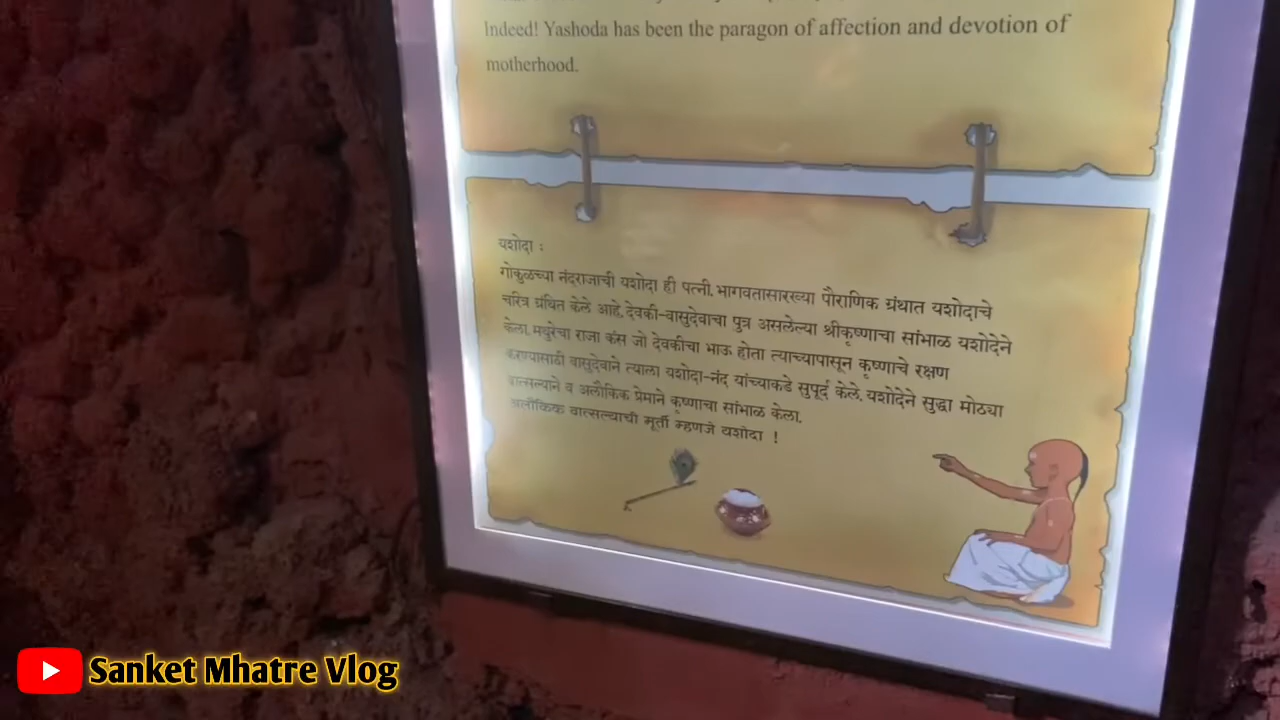 Indeed! Yashoda has been the paragon of affection and devotion of
motherhood.
यशोदा :
गोकुळच्या नंदराजाची यशोदा ही पत्नी. भागवतासारख्या पौराणिक ग्रंथात यशोदाचे
चरित्र ग्रंथित केले आहे. देवकी-वासुदेवाचा पुत्र असलेल्या श्रीकृष्णाचा सांभाळ यशोदेने
केला. मथुरेचा राजा कंस जो देवकीचा भाऊ होता त्याच्यापासून कृष्णाचे रक्षण
करण्यासाठी वासुदेवाने त्याला यशोदा-नंद यांच्याकडे सुपूर्द केले. यशोदेने सुद्धा मोठ्या
वात्सल्याने व अलौकिक प्रेमाने कृष्णाचा सांभाळ केला.
अलौकिक वात्सल्याची मूर्ती म्हणजे यशोदा !
Sanket Mhatre Vlog